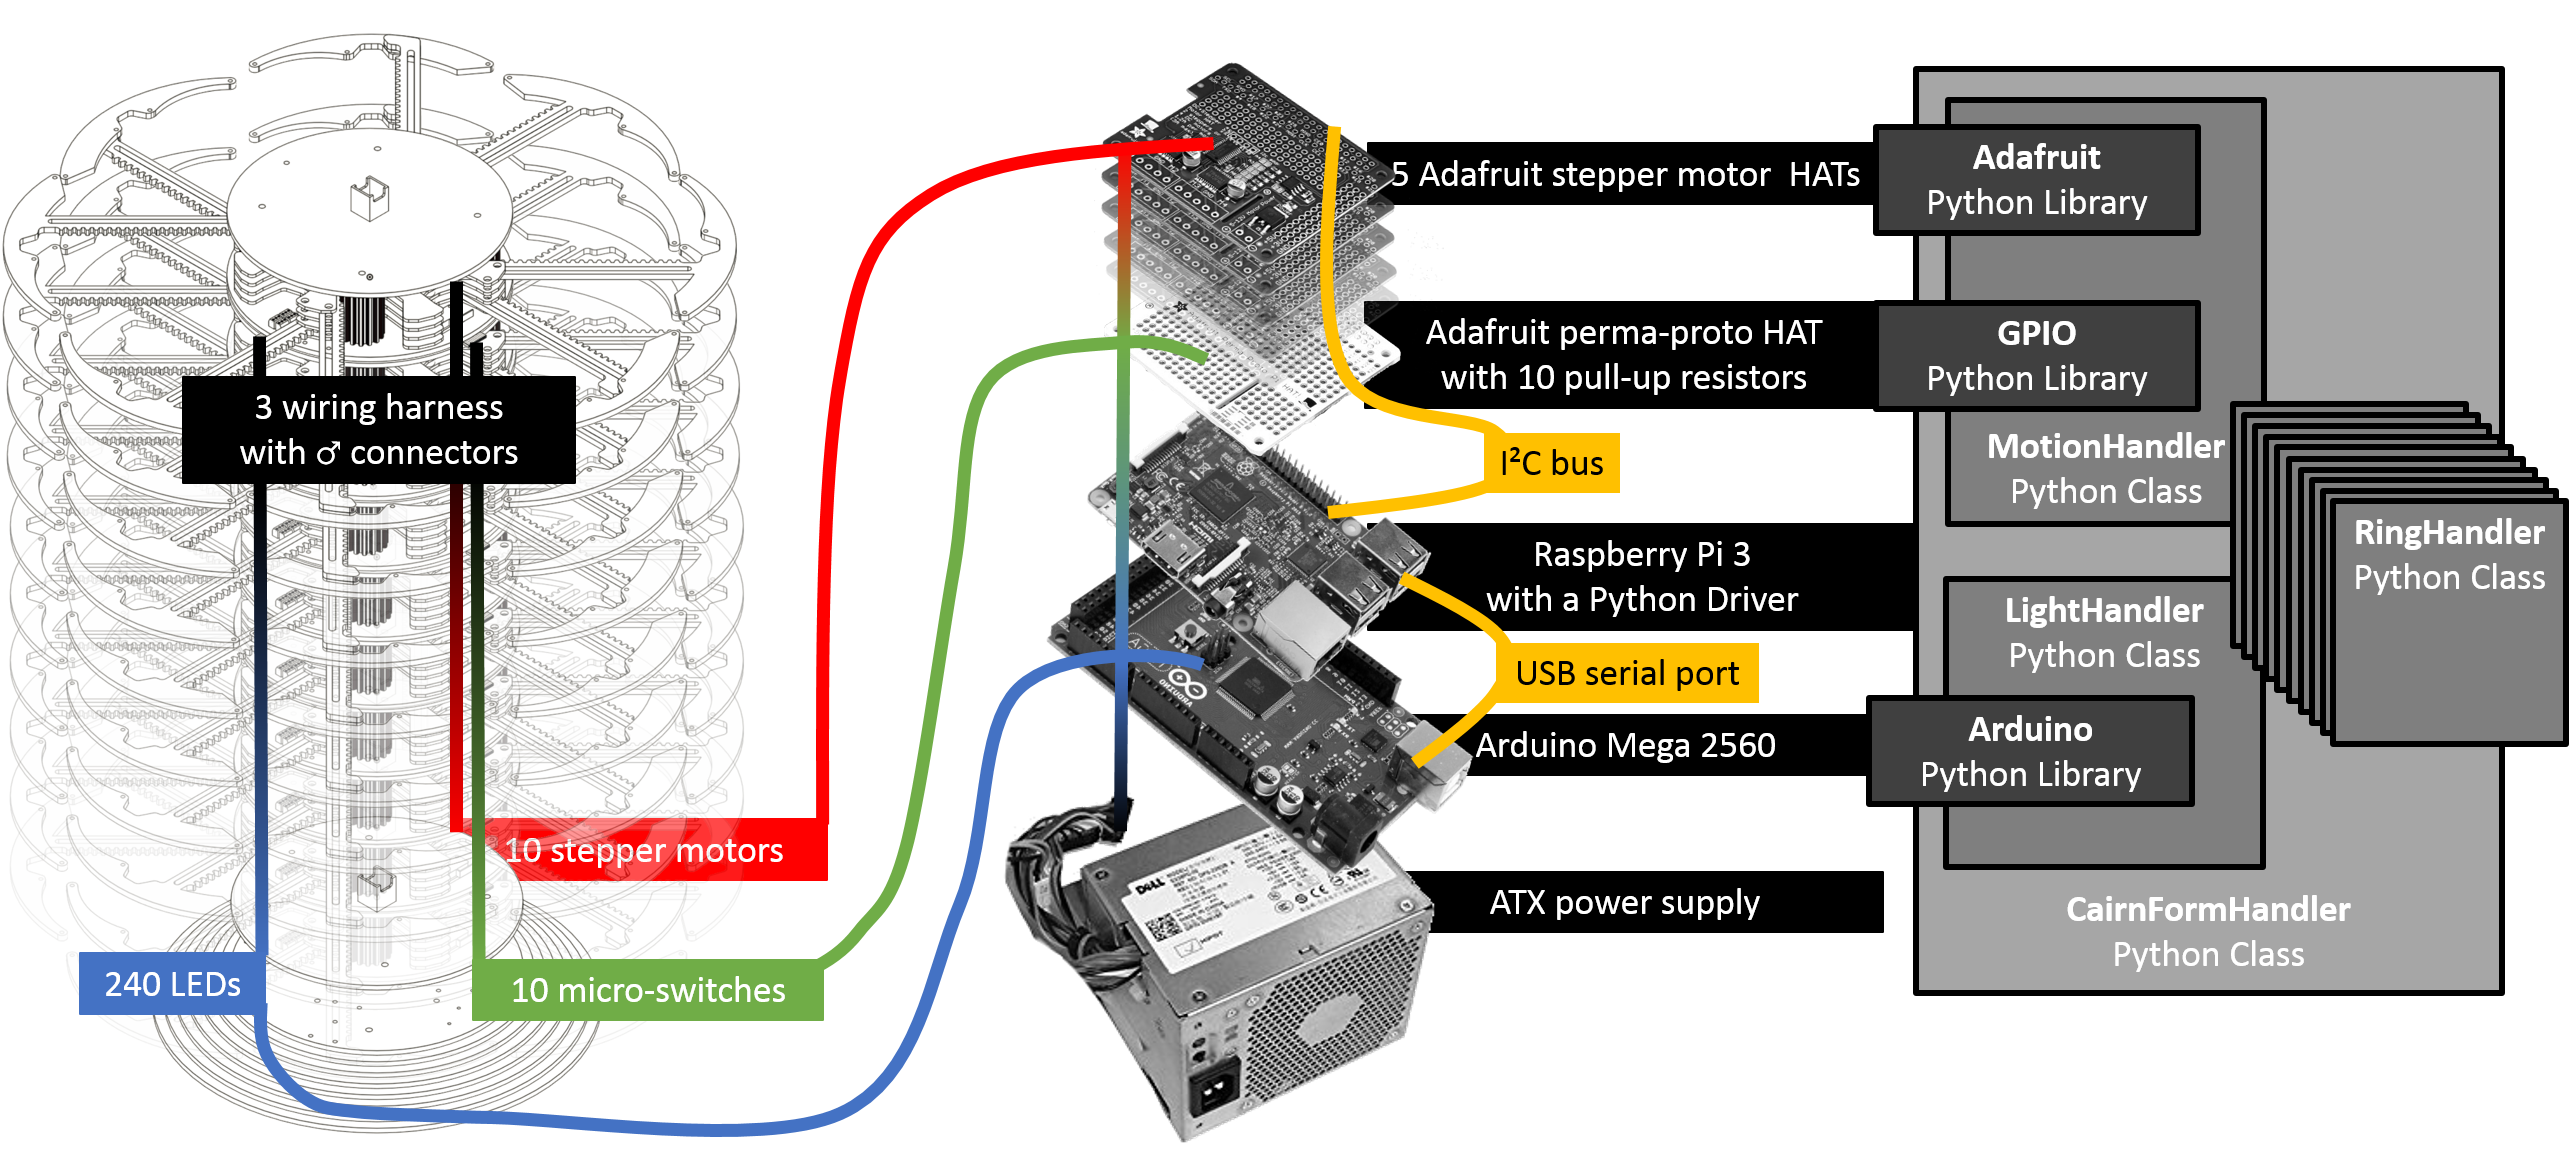 3 wiring harness
with ♂ connectors
10 stepper motors
240 LEDs
10 micro-switches
5 Adafruit stepper motor  HATs
Adafruit perma-proto HAT
with 10 pull-up resistors
I²C bus
Raspberry Pi 3
with a Python Driver
USB serial port
Arduino Mega 2560
ATX power supply
ARDUINO
DELL
Adafruit
Python Library
GPIO
Python Library
MotionHandler
Python Class
RingHandler
Python Class
LightHandler
Python Class
Arduino
Python Library
CairnFormHandler
Python Class